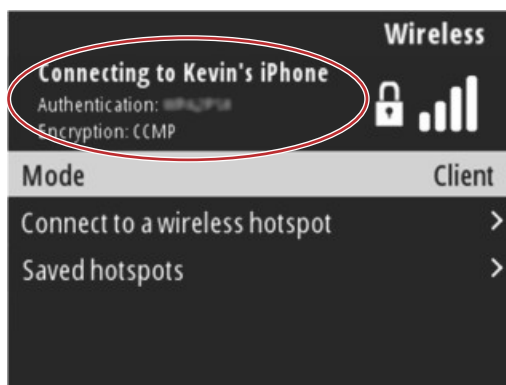 Wireless
Connecting to Kevin's iPhone
Authentication:
Encryption: CCMP
Mode Client
Connect to a wireless hotspot >
Saved hotspots >